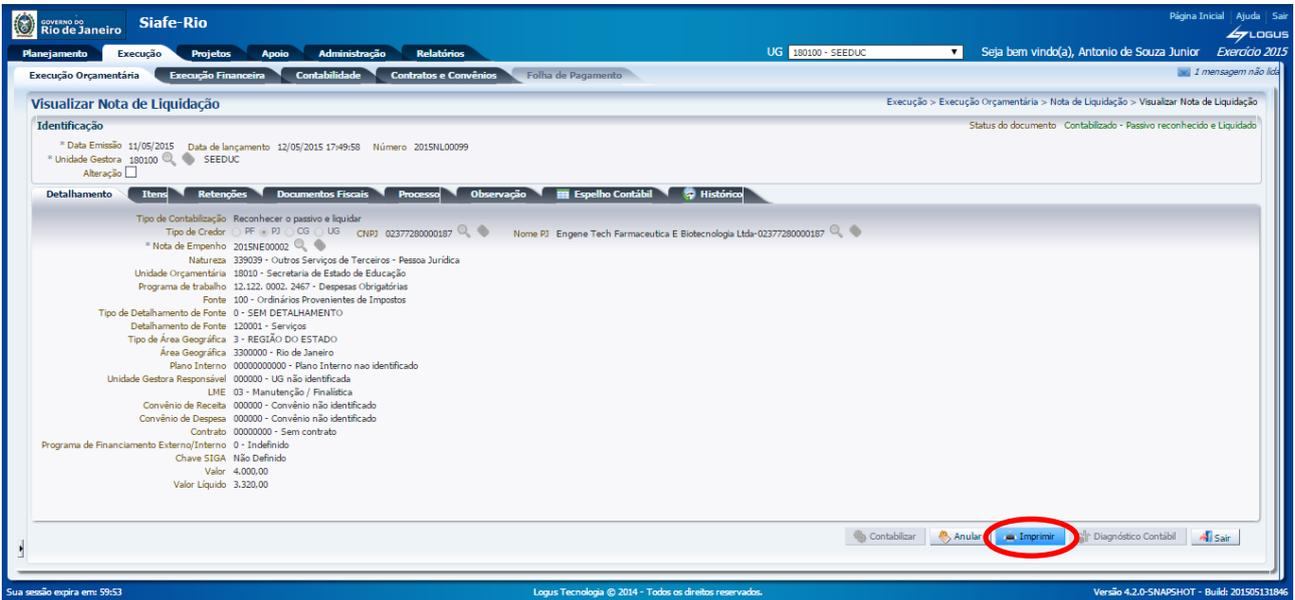 GOVERNO DO
Rio de Janeiro
Siafe-Rio
Página Inicial Ajuda Sair
LOGUS
Planejamento Execução Projetos Apoio Administração Relatórios UG 180100 - SEEDUC Seja bem vindo(a), Antonio de Souza Junior Exercício 2015
Execução Orçamentária Execução Financeira Contabilidade Contratos e Convênios Folha de Pagamento 1 mensagem não lida
Visualizar Nota de Liquidação Execução > Execução Orçamentária > Nota de Liquidação > Visualizar Nota de Liquidação
Identificação Status do documento Contabilizado - Passivo reconhecido e Liquidado
* Data Emissão 11/05/2015 Data de lançamento 12/05/2015 17:49:58 Número 2015NL00099
* Unidade Gestora 180100 SEEDUC
Alteração
Detalhamento Itens Retenções Documentos Fiscais Processo Observação Espelho Contábil Histórico
Tipo de Contabilização Reconhecer o passivo e liquidar
Tipo de Credor PF PJ CG UG CNPJ 02377280000187 Nome PJ Engene Tech Farmaceutica E Biotecnologia Ltda-02377280000187
* Nota de Empenho 2015NE00002
Natureza 339039 - Outros Serviços de Terceiros - Pessoa Jurídica
Unidade Orçamentária 18010 - Secretaria de Estado de Educação
Programa de trabalho 12.122. 0002. 2467 - Despesas Obrigatórias
Fonte 100 - Ordinários Provenientes de Impostos
Tipo de Detalhamento de Fonte 0 - SEM DETALHAMENTO
Detalhamento de Fonte 120001 - Serviços
Tipo de Área Geográfica 3 - REGIÃO DO ESTADO
Área Geográfica 3300000 - Rio de Janeiro
Plano Interno 00000000000 - Plano Interno nao identificado
Unidade Gestora Responsável 000000 - UG não identificada
LME 03 - Manutenção / Finalística
Convênio de Receita 000000 - Convênio não identificado
Convênio de Despesa 000000 - Convênio não identificado
Contrato 00000000 - Sem contrato
Programa de Financiamento Externo/Interno 0 - Indefinido
Chave SIGA Não Definido
Valor 4.000,00
Valor Líquido 3.320,00
Contabilizar Anular Imprimir Diagnóstico Contábil Sair
Sua sessão expira em: 59:53 Logus Tecnologia © 2014 - Todos os direitos reservados. Versão 4.2.0-SNAPSHOT - Build: 201505131846